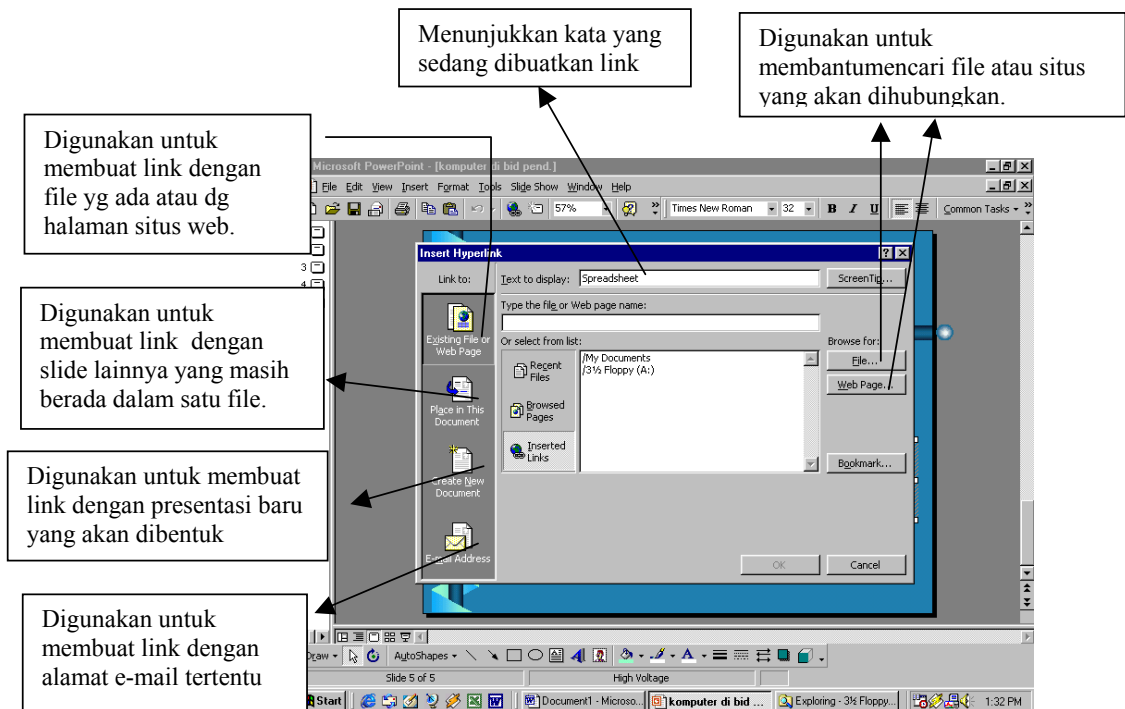 Menunjukkan kata yang
sedang dibuatkan link
Digunakan untuk
membantumencari file atau situs
yang akan dihubungkan.
Digunakan untuk
membuat link dengan
file yg ada atau dg
halaman situs web.
Digunakan untuk
membuat link dengan
slide lainnya yang masih
berada dalam satu file.
Digunakan untuk membuat
link dengan presentasi baru
yang akan dibentuk
Digunakan untuk
membuat link dengan
alamat e-mail tertentu
Microsoft PowerPoint - [komputer di bid pend.]
File Edit View Insert Format Tools Slide Show Window Help
57% Times New Roman 32 B I U Common Tasks
3
4
Insert Hyperlink
Link to:
Text to display: Spreadsheet
ScreenTip...
Type the file or Web page name:
Existing File or
Web Page
Or select from list:
Browse for:
Recent
Files
/My Documents
/3½ Floppy (A:)
File...
Web Page...
Place in This
Document
Browsed
Pages
Inserted
Links
Bookmark...
Create New
Document
E-mail Address
OK
Cancel
Draw AutoShapes
Slide 5 of 5
High Voltage
Start
Document1 - Microso...
komputer di bid ...
Exploring - 3½ Floppy...
1:32 PM